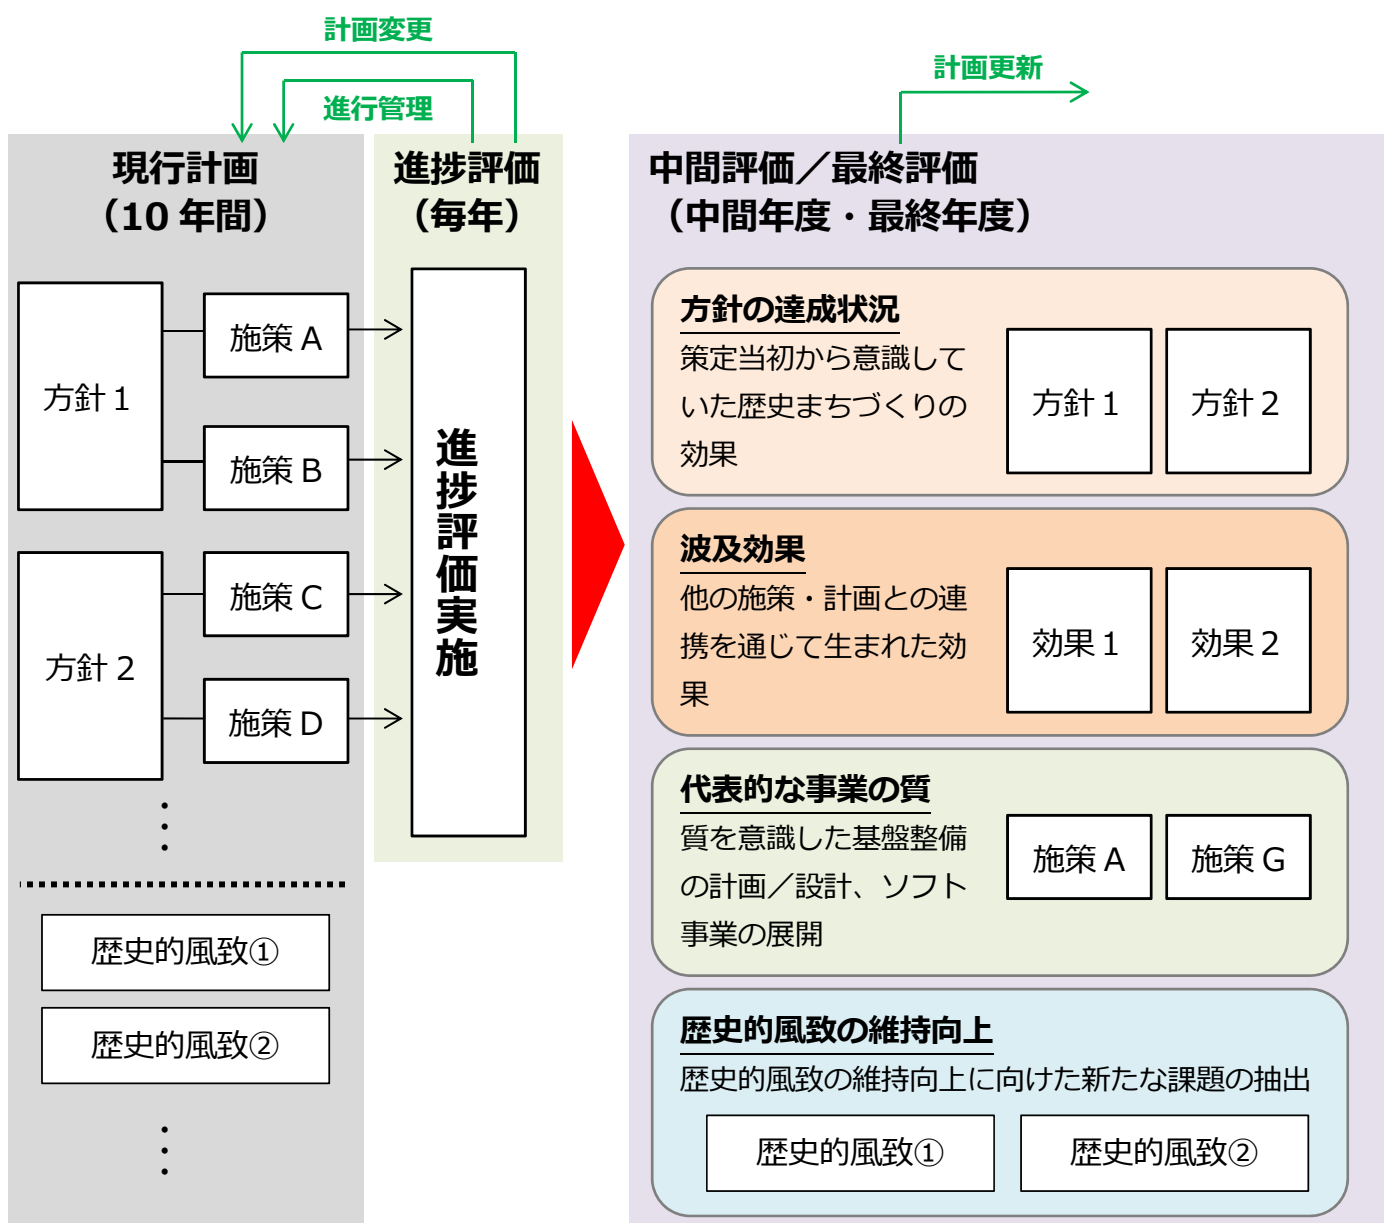 計画変更
進行管理
計画更新
現行計画
（10 年間）
方針１
施策 A
施策 B
方針２
施策 C
施策 D
歴史的風致①
歴史的風致②
進捗評価
（毎年）
進捗評価実施
中間評価／最終評価
（中間年度・最終年度）
方針の達成状況
策定当初から意識して
いた歴史まちづくりの
効果
方針１
方針２
波及効果
他の施策・計画との連
携を通じて生まれた効
果
効果１
効果２
代表的な事業の質
質を意識した基盤整備
の計画／設計、ソフト
事業の展開
施策 A
施策 G
歴史的風致の維持向上
歴史的風致の維持向上に向けた新たな課題の抽出
歴史的風致①
歴史的風致②